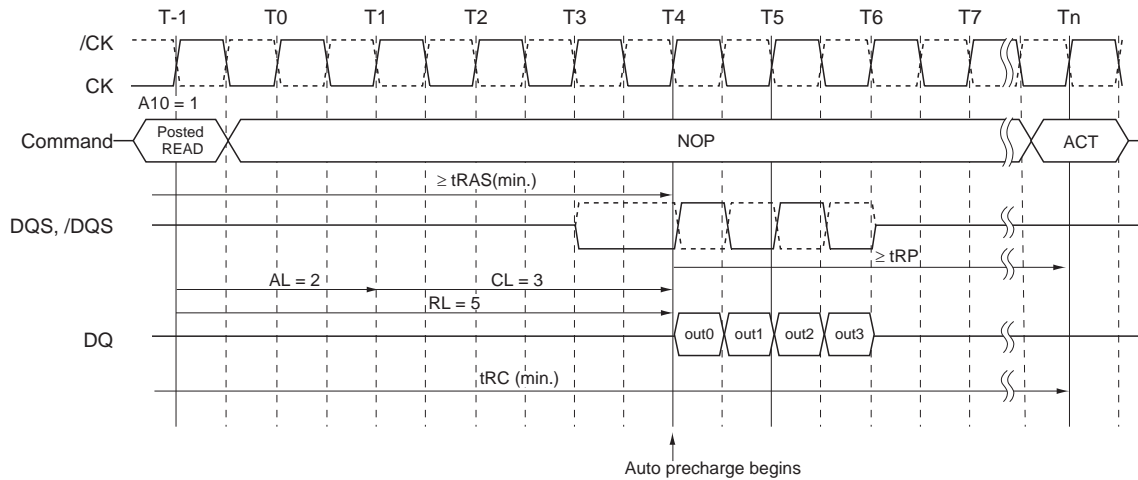 T-1 T0 T1 T2 T3 T4 T5 T6 T7 Tn
/CK
CK
A10 = 1
Command
Posted
READ
NOP
ACT
≥ tRAS(min.)
DQS, /DQS
≥ tRP
AL = 2 CL = 3
RL = 5
DQ
out0 out1 out2 out3
tRC (min.)
Auto precharge begins